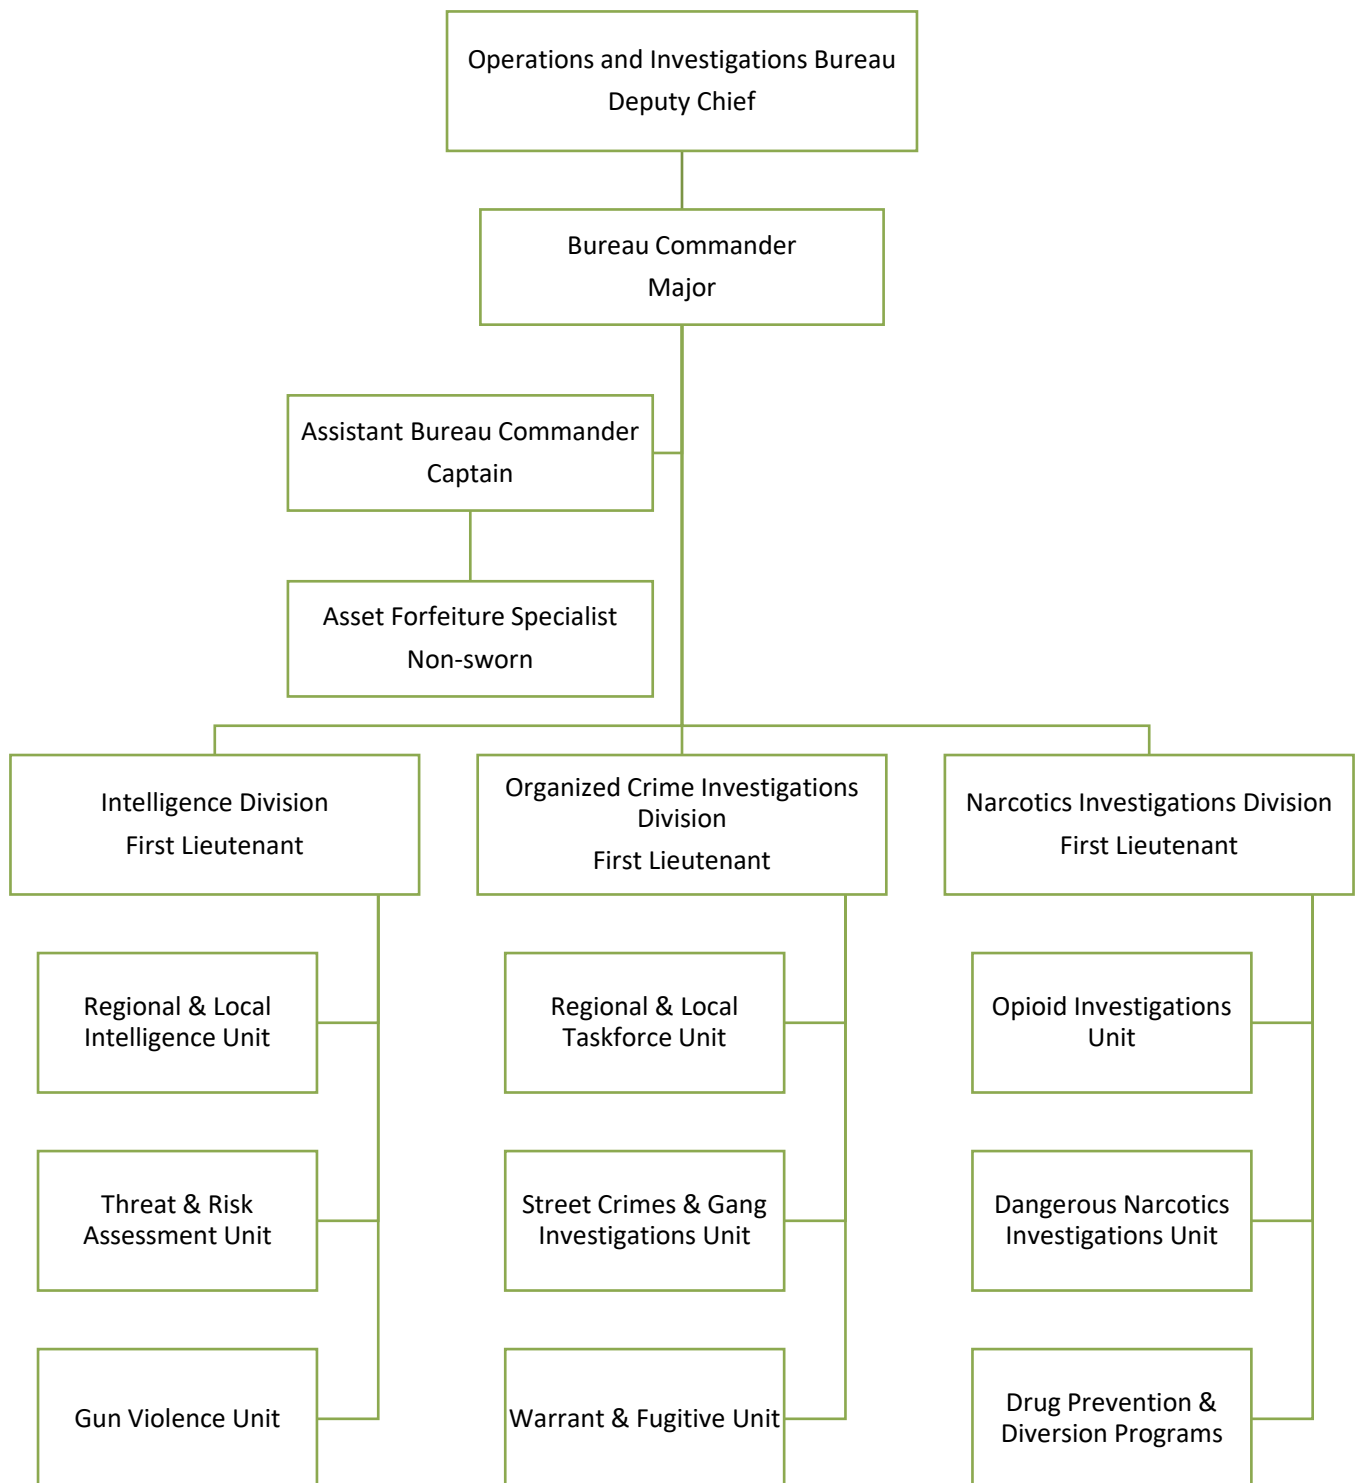 Operations and Investigations Bureau
Deputy Chief
Bureau Commander
Major
Assistant Bureau Commander
Captain
Asset Forfeiture Specialist
Non-sworn
Intelligence Division
First Lieutenant
Organized Crime Investigations
Division
First Lieutenant
Narcotics Investigations Division
First Lieutenant
Regional & Local
Intelligence Unit
Regional & Local
Taskforce Unit
Opioid Investigations
Unit
Threat & Risk
Assessment Unit
Street Crimes & Gang
Investigations Unit
Dangerous Narcotics
Investigations Unit
Gun Violence Unit
Warrant & Fugitive Unit
Drug Prevention &
Diversion Programs